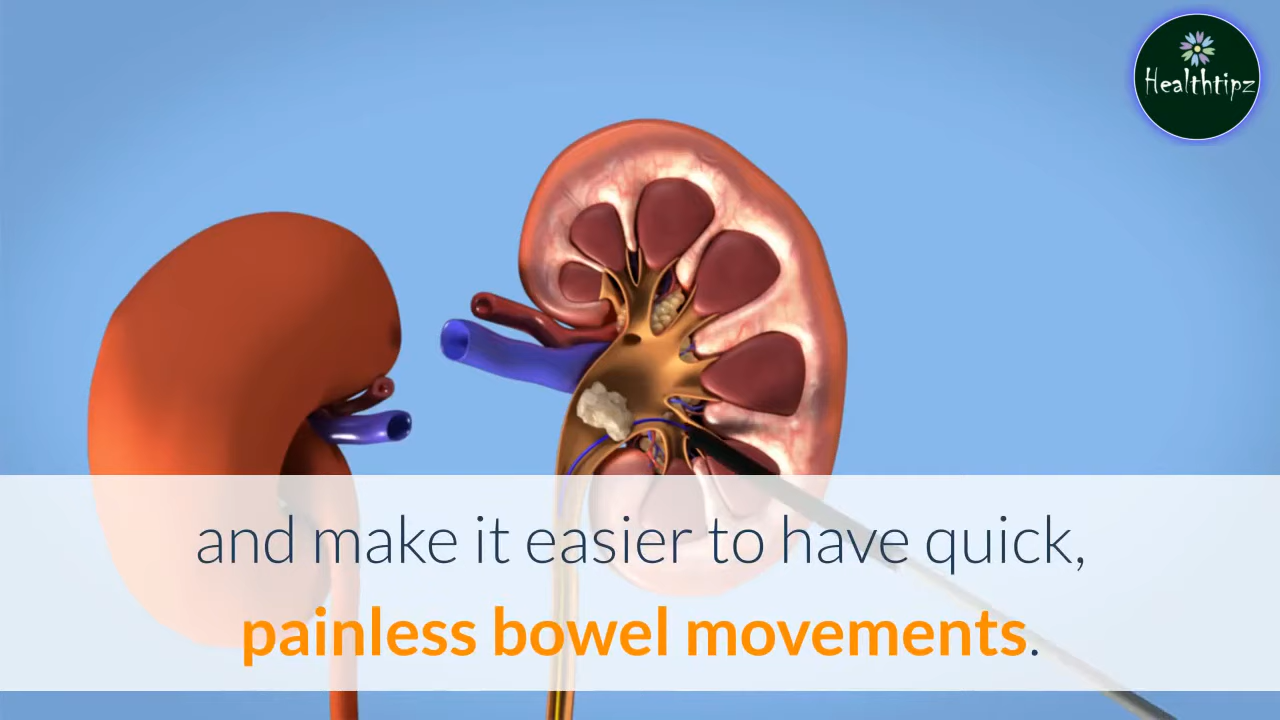 Healthtipz
and make it easier to have quick,
painless bowel movements.